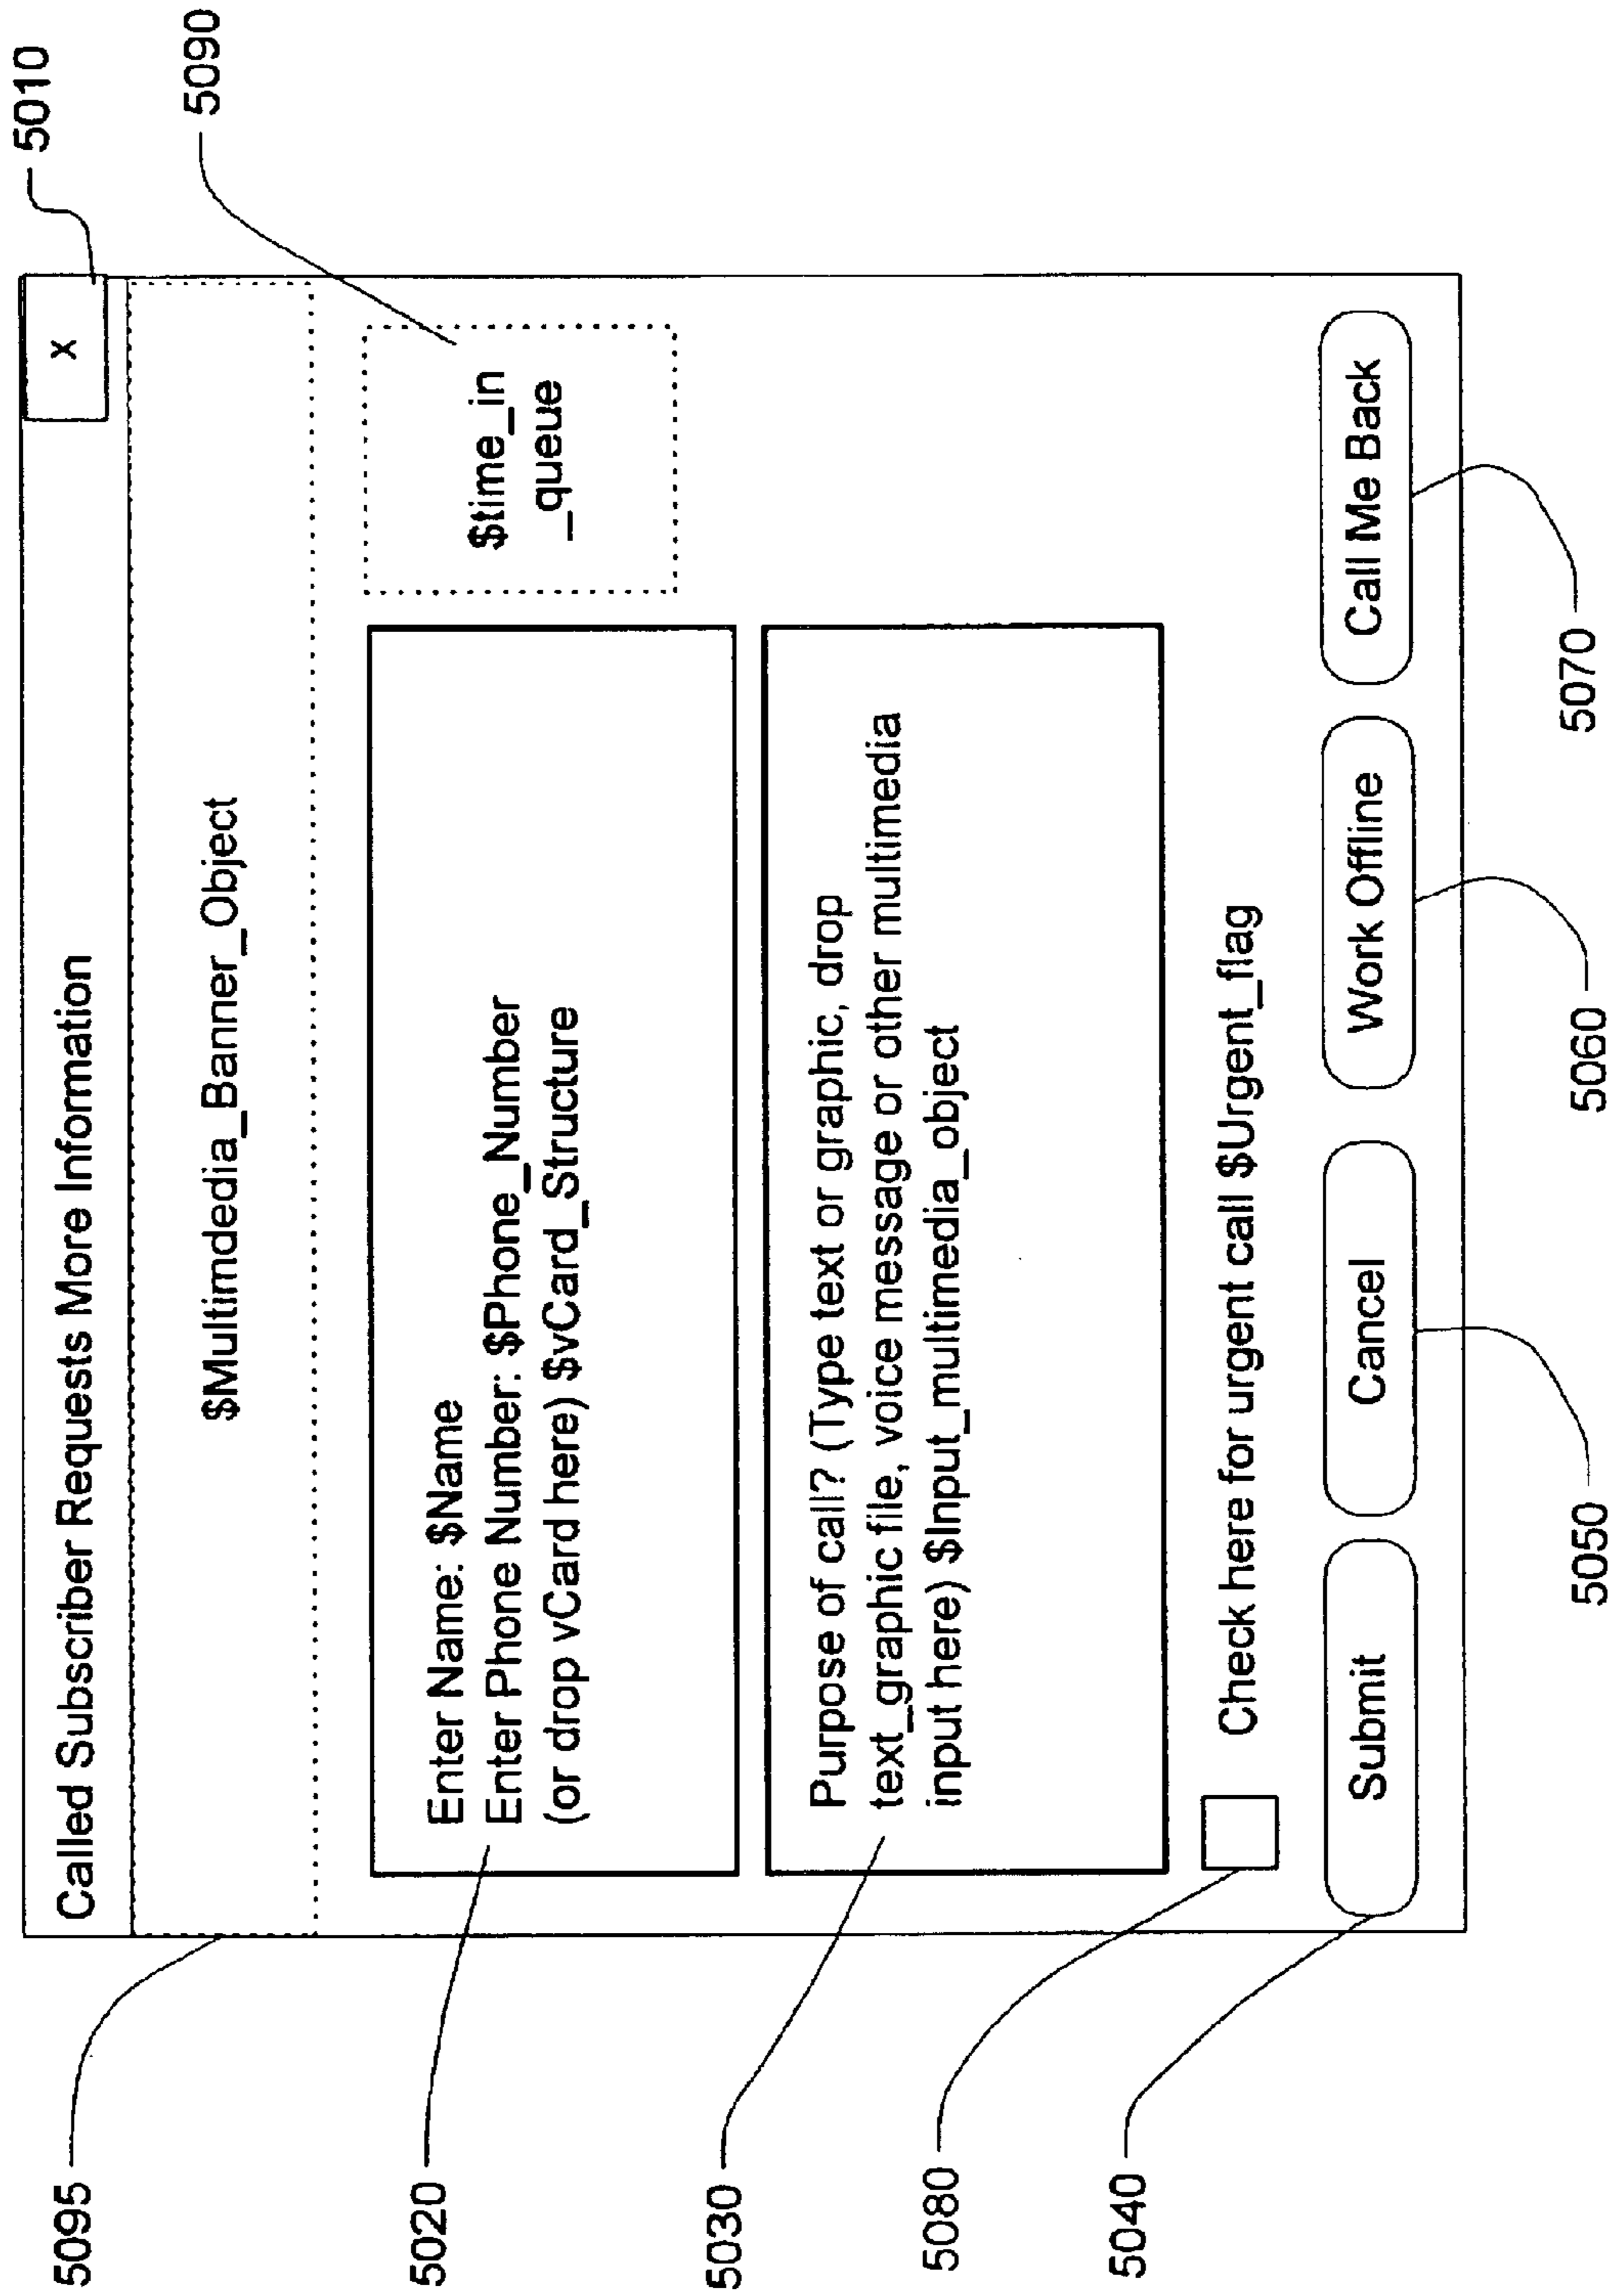 5010
Called Subscriber Requests More Information
x
5095
$Multimdedia_Banner_Object
5090
5020
Enter Name: $Name
Enter Phone Number: $Phone_Number
(or drop vCard here) $vCard_Structure
$time_in
_queue
5030
Purpose of call? (Type text or graphic, drop
text_graphic file, voice message or other multimedia
input here) $Input_multimedia_object
5080
Check here for urgent call $Urgent_flag
5040
Submit
Cancel
Work Offline
Call Me Back
5050
5060
5070